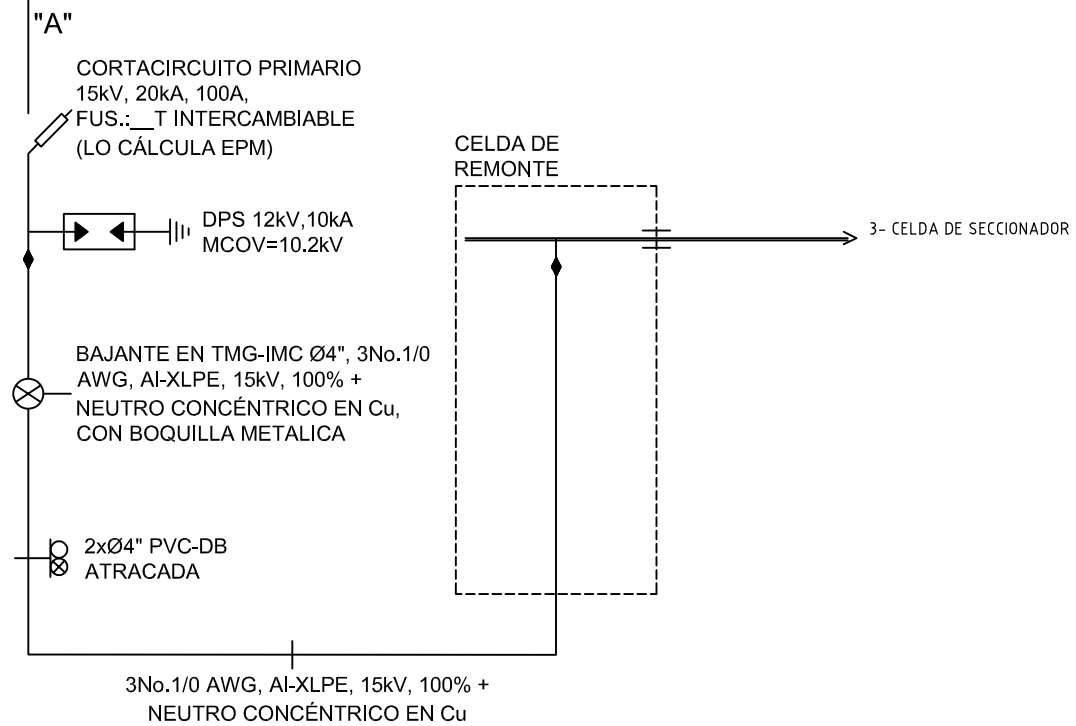 "A"
CORTACIRCUITO PRIMARIO
15kV, 20kA, 100A,
FUS.:__T INTERCAMBIABLE
(LO CÁLCULA EPM)
CELDA DE
REMONTE
DPS 12kV,10kA
MCOV=10.2kV
3- CELDA DE SECCIONADOR
BAJANTE EN TMG-IMC Ø4", 3No.1/0
AWG, Al-XLPE, 15kV, 100% +
NEUTRO CONCÉNTRICO EN Cu,
CON BOQUILLA METALICA
2xØ4" PVC-DB
ATRACADA
3No.1/0 AWG, Al-XLPE, 15kV, 100% +
NEUTRO CONCÉNTRICO EN Cu